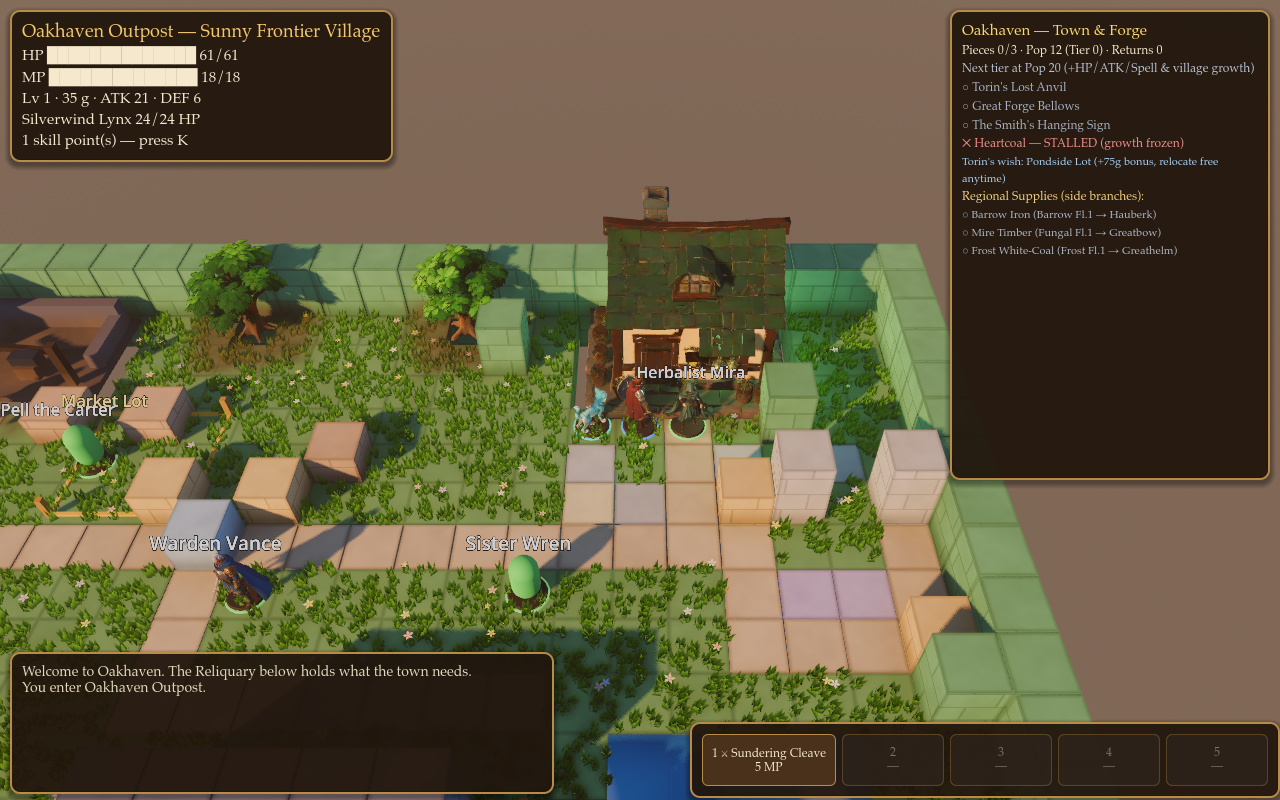 Oakhaven Outpost — Sunny Frontier Village
HP 61/61
MP 18/18
Lv 1 · 35 g · ATK 21 · DEF 6
Silverwind Lynx 24/24 HP
1 skill point(s) — press K
Oakhaven — Town & Forge
Pieces 0/3 · Pop 12 (Tier 0) · Returns 0
Next tier at Pop 20 (+HP/ATK/Spell & village growth)
○ Torin's Lost Anvil
○ Great Forge Bellows
○ The Smith's Hanging Sign
✕ Heartcoal — STALLED (growth frozen)
Torin's wish: Pondside Lot (+75g bonus, relocate free
anytime)
Regional Supplies (side branches):
○ Barrow Iron (Barrow Fl.1 → Hauberk)
○ Mire Timber (Fungal Fl.1 → Greatbow)
○ Frost White-Coal (Frost Fl.1 → Greathelm)
Herbalist Mira
Market Lot
Pell the Carter
Warden Vance
Sister Wren
Welcome to Oakhaven. The Reliquary below holds what the town needs.
You enter Oakhaven Outpost.
1 ⚔ Sundering Cleave
5 MP
2
—
3
—
4
—
5
—